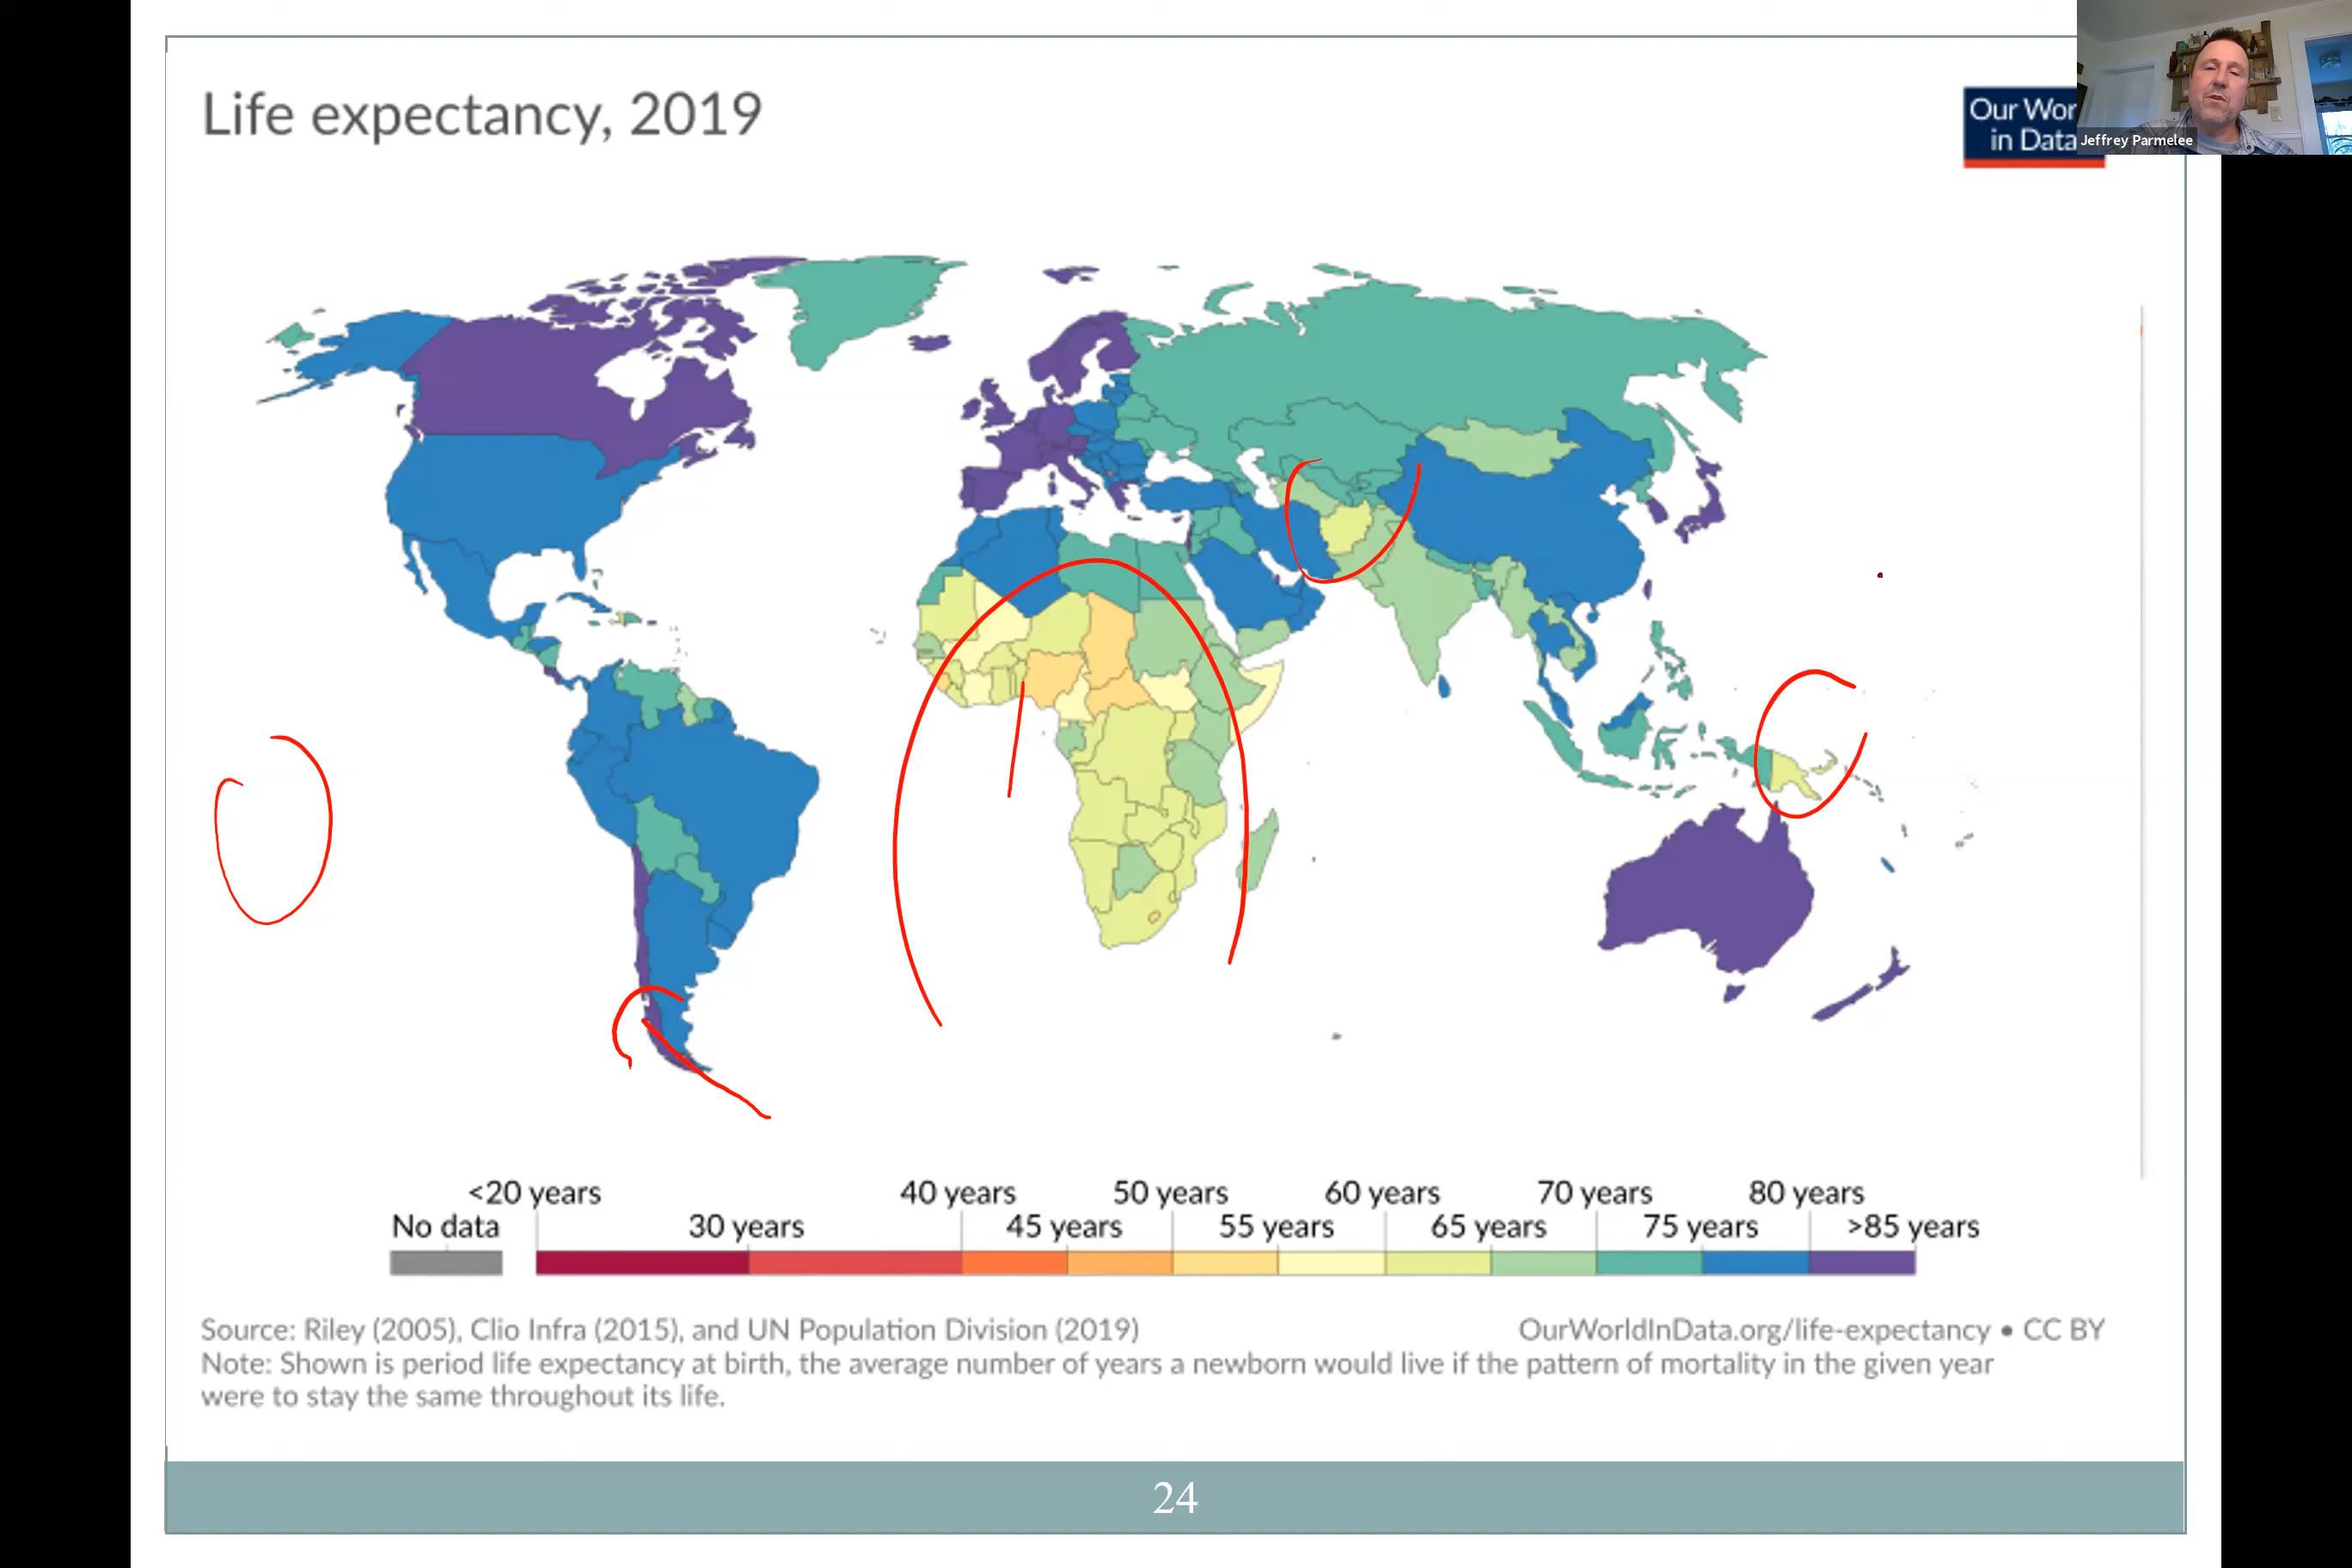 Life expectancy, 2019
Our Wor
in Data
Jeffrey Parmelee
<20 years
40 years
50 years
60 years
70 years
80 years
No data
30 years
45 years
55 years
65 years
75 years
>85 years
Source: Riley (2005), Clio Infra (2015), and UN Population Division (2019)
OurWorldInData.org/life-expectancy • CC BY
Note: Shown is period life expectancy at birth, the average number of years a newborn would live if the pattern of mortality in the given year
were to stay the same throughout its life.
24